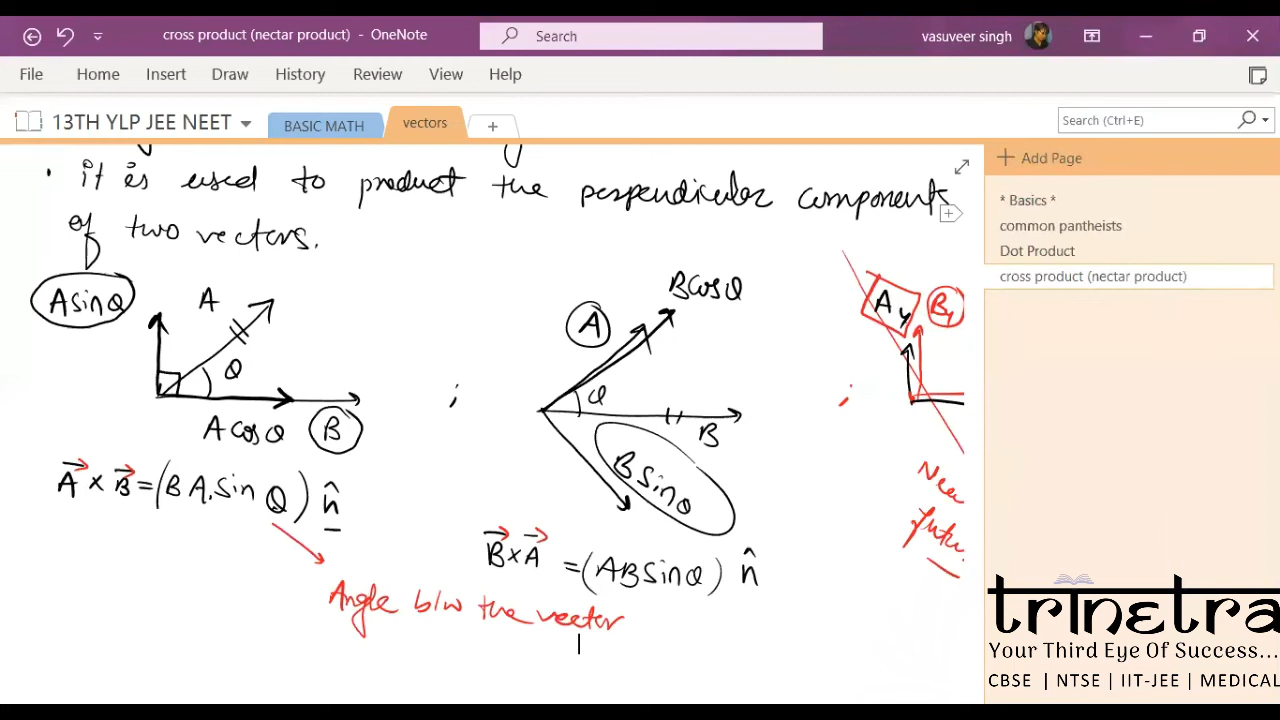 cross product (nectar product) - OneNote
Search
vasuveer singh
File Home Insert Draw History Review View Help
13TH YLP JEE NEET
BASIC MATH
vectors
Search (Ctrl+E)
Add Page
* Basics *
common pantheists
Dot Product
cross product (nectar product)
• it is used to product the perpendicular components
of two vectors.
A sinθ
A
θ
A cosθ
B
;
A
B cosθ
θ
B
B sinθ
;
Ay
By
A × B = (B A sin θ) n̂
B × A = (AB sinθ) n̂
Angle b/w the vector
trinetra
Your Third Eye Of Success...
CBSE | NTSE | IIT-JEE | MEDICAL